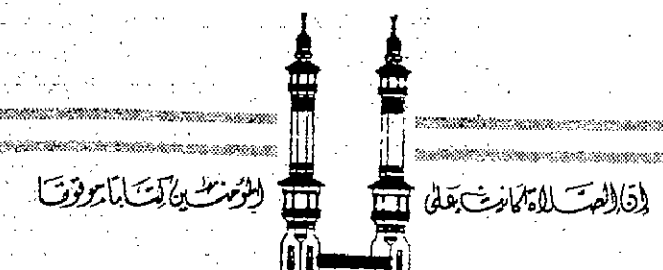 إن الصلاة كانت على المؤمنين كتابا موقوتا